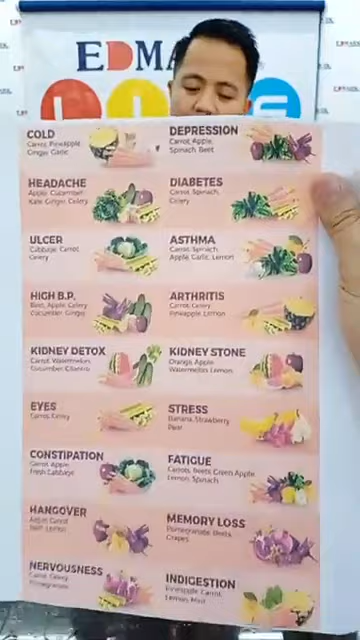 EDMA
COLD
Carrot, Pineapple
Ginger, Garlic
DEPRESSION
Carrot, Apple,
Spinach, Beet
HEADACHE
Apple, Cucumber
Kale, Ginger, Celery
DIABETES
Carrot, Spinach,
Celery
ULCER
Cabbage, Carrot
Celery
ASTHMA
Carrot, Spinach,
Apple, Garlic, Lemon
HIGH B.P.
Beet, Apple, Celery
Cucumber, Ginger
ARTHRITIS
Carrot, Celery
Pineapple, Lemon
KIDNEY DETOX
Carrot, Watermelon
Cucumber, Cilantro
KIDNEY STONE
Orange, Apple
Watermelon, Lemon
EYES
Carrot, Celery
STRESS
Banana, Strawberry
Pear
CONSTIPATION
Carrot, Apple
Fresh Cabbage
FATIGUE
Carrots, Beets, Green Apple
Lemon, Spinach
HANGOVER
Apple, Carrot
Beet, Lemon
MEMORY LOSS
Pomegranate, Beets,
Grapes
NERVOUSNESS
Carrot, Celery
Pomegranate
INDIGESTION
Pineapple, Carrot
Lemon, Mint